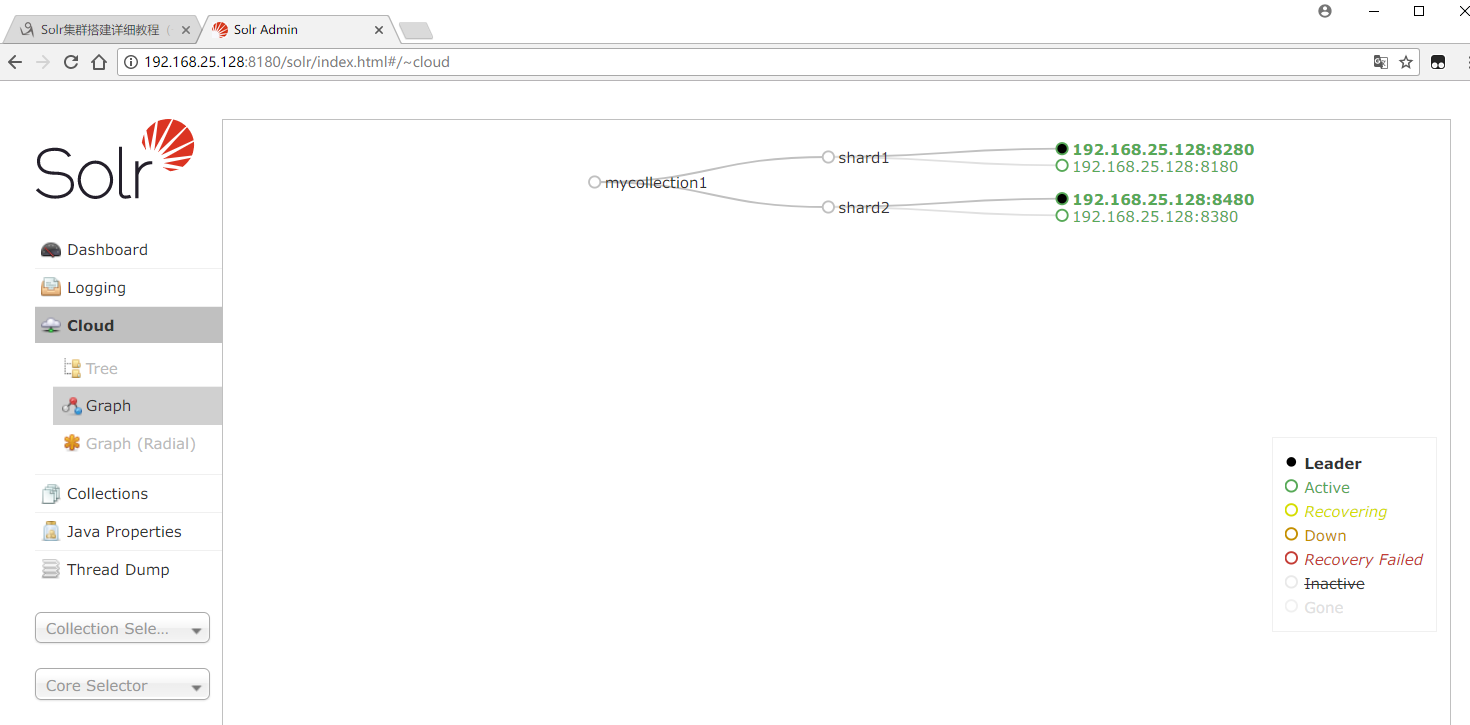 Solr集群搭建详细教程（
Solr Admin
192.168.25.128:8180/solr/index.html#/~cloud
Solr
Dashboard
Logging
Cloud
Tree
Graph
Graph (Radial)
Collections
Java Properties
Thread Dump
Collection Sele...
Core Selector
mycollection1
shard1
192.168.25.128:8280
192.168.25.128:8180
shard2
192.168.25.128:8480
192.168.25.128:8380
Leader
Active
Recovering
Down
Recovery Failed
Inactive
Gone